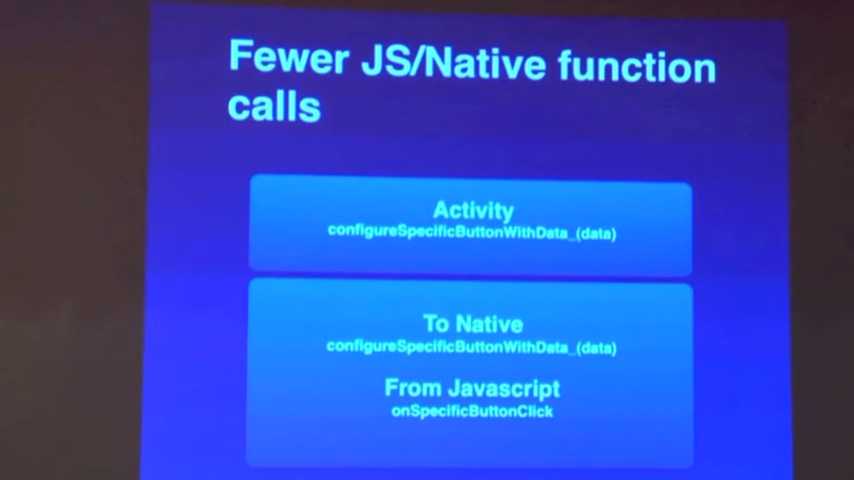 Fewer JS/Native function
calls
Activity
configureSpecificButtonWithData_(data)
To Native
configureSpecificButtonWithData_(data)
From Javascript
onSpecificButtonClick